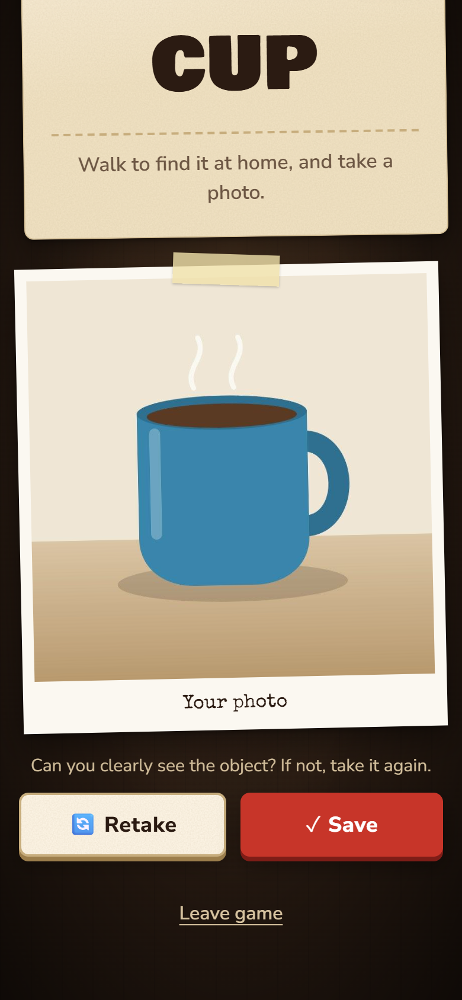 CUP
Walk to find it at home, and take a
photo.
Your photo
Can you clearly see the object? If not, take it again.
Retake
✓ Save
Leave game